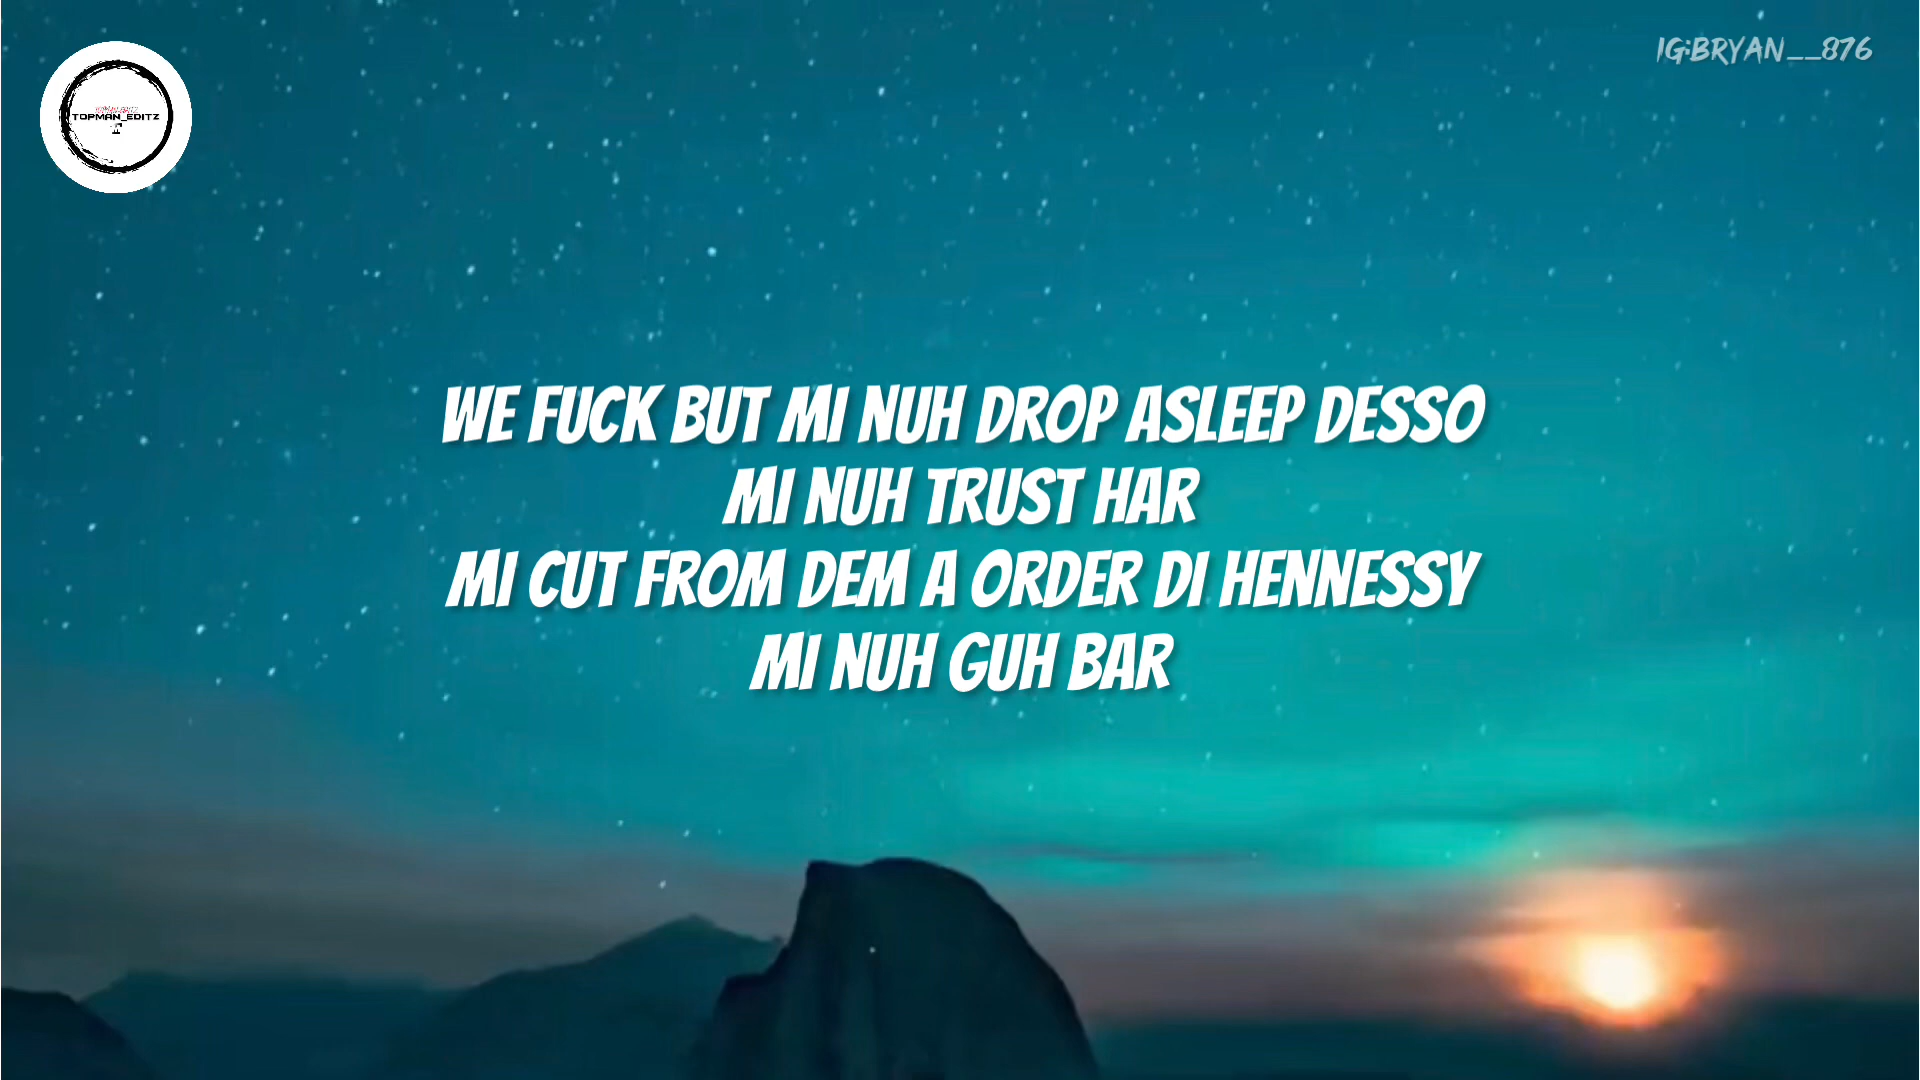 IG:BRYAN__876
TOPMAN_EDITZ
WE FUCK BUT MI NUH DROP ASLEEP DESSO
MI NUH TRUST HAR
MI CUT FROM DEM A ORDER DI HENNESSY
MI NUH GUH BAR